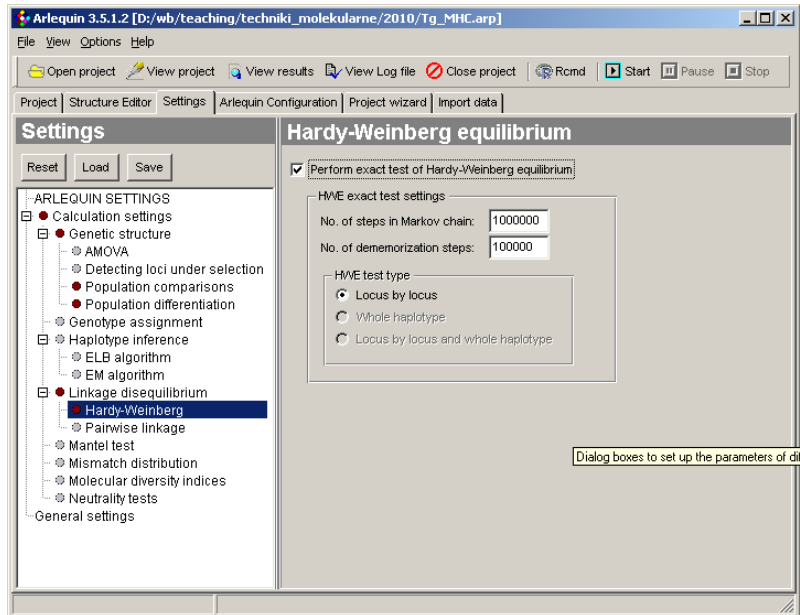 Arlequin 3.5.1.2 [D:/wb/teaching/techniki_molekularne/2010/Tg_MHC.arp]
File View Options Help
Open project View project View results View Log file Close project Rcmd Start Pause Stop
Project Structure Editor Settings Arlequin Configuration Project wizard Import data
Settings
Reset Load Save
ARLEQUIN SETTINGS
Calculation settings
Genetic structure
AMOVA
Detecting loci under selection
Population comparisons
Population differentiation
Genotype assignment
Haplotype inference
ELB algorithm
EM algorithm
Linkage disequilibrium
Hardy-Weinberg
Pairwise linkage
Mantel test
Mismatch distribution
Molecular diversity indices
Neutrality tests
General settings
Hardy-Weinberg equilibrium
Perform exact test of Hardy-Weinberg equilibrium
HWE exact test settings
No. of steps in Markov chain: 1000000
No. of dememorization steps: 100000
HWE test type
Locus by locus
Whole haplotype
Locus by locus and whole haplotype
Dialog boxes to set up the parameters of di